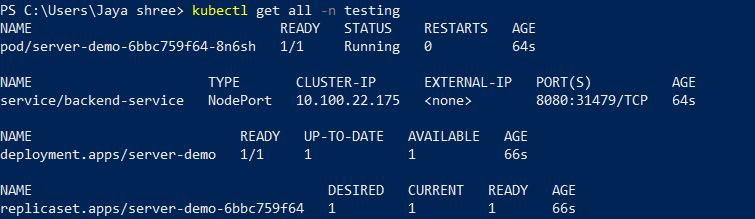 PS C:\Users\Jaya shree> kubectl get all -n testing
NAME READY STATUS RESTARTS AGE
pod/server-demo-6bbc759f64-8n6sh 1/1 Running 0 64s
NAME TYPE CLUSTER-IP EXTERNAL-IP PORT(S) AGE
service/backend-service NodePort 10.100.22.175 <none> 8080:31479/TCP 64s
NAME READY UP-TO-DATE AVAILABLE AGE
deployment.apps/server-demo 1/1 1 1 66s
NAME DESIRED CURRENT READY AGE
replicaset.apps/server-demo-6bbc759f64 1 1 1 66s